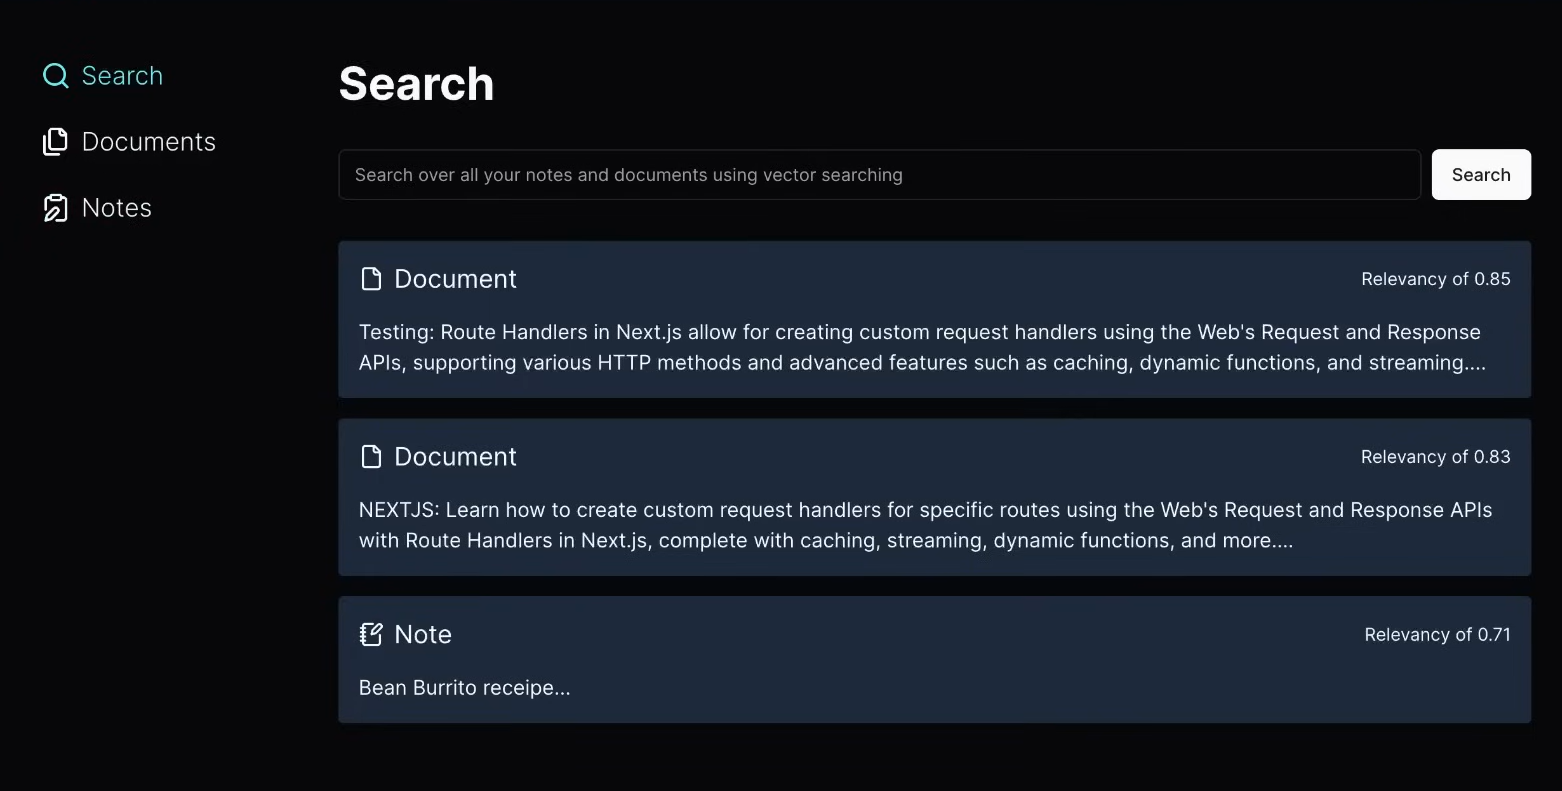 Search
Documents
Notes
Search
Search over all your notes and documents using vector searching
Search
Document
Relevancy of 0.85
Testing: Route Handlers in Next.js allow for creating custom request handlers using the Web's Request and Response
APIs, supporting various HTTP methods and advanced features such as caching, dynamic functions, and streaming....
Document
Relevancy of 0.83
NEXTJS: Learn how to create custom request handlers for specific routes using the Web's Request and Response APIs
with Route Handlers in Next.js, complete with caching, streaming, dynamic functions, and more....
Note
Relevancy of 0.71
Bean Burrito receipe...